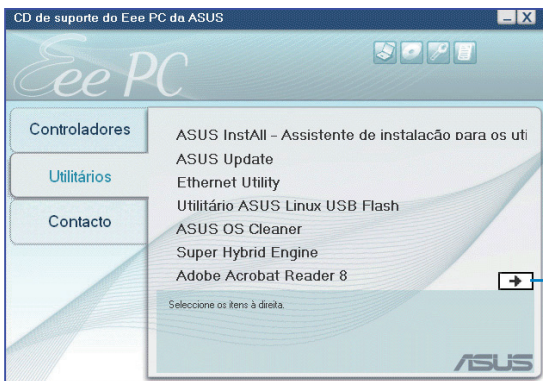 CD de suporte do Eee PC da ASUS
Eee PC
Controladores
Utilitários
Contacto
ASUS InstAll - Assistente de instalacão para os uti
ASUS Update
Ethernet Utility
Utilitário ASUS Linux USB Flash
ASUS OS Cleaner
Super Hybrid Engine
Adobe Acrobat Reader 8
Seleccione os itens à direita.
ASUS